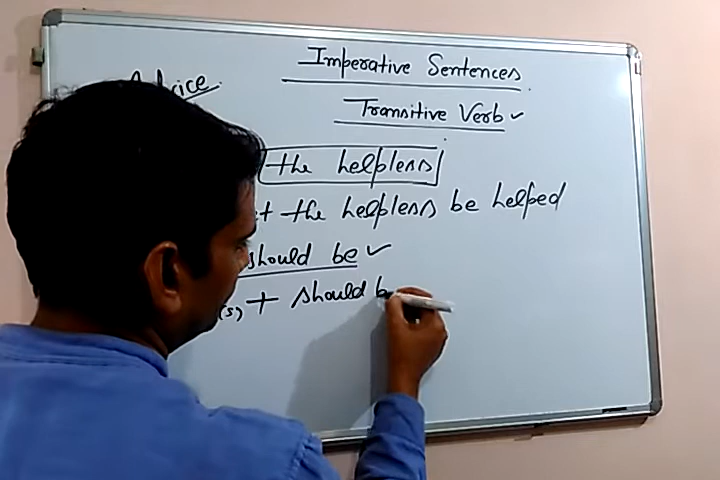 Imperative Sentences
Advice
Transitive Verb ✓
the helpless
the helpless be helped
should be ✓
(s) + should b